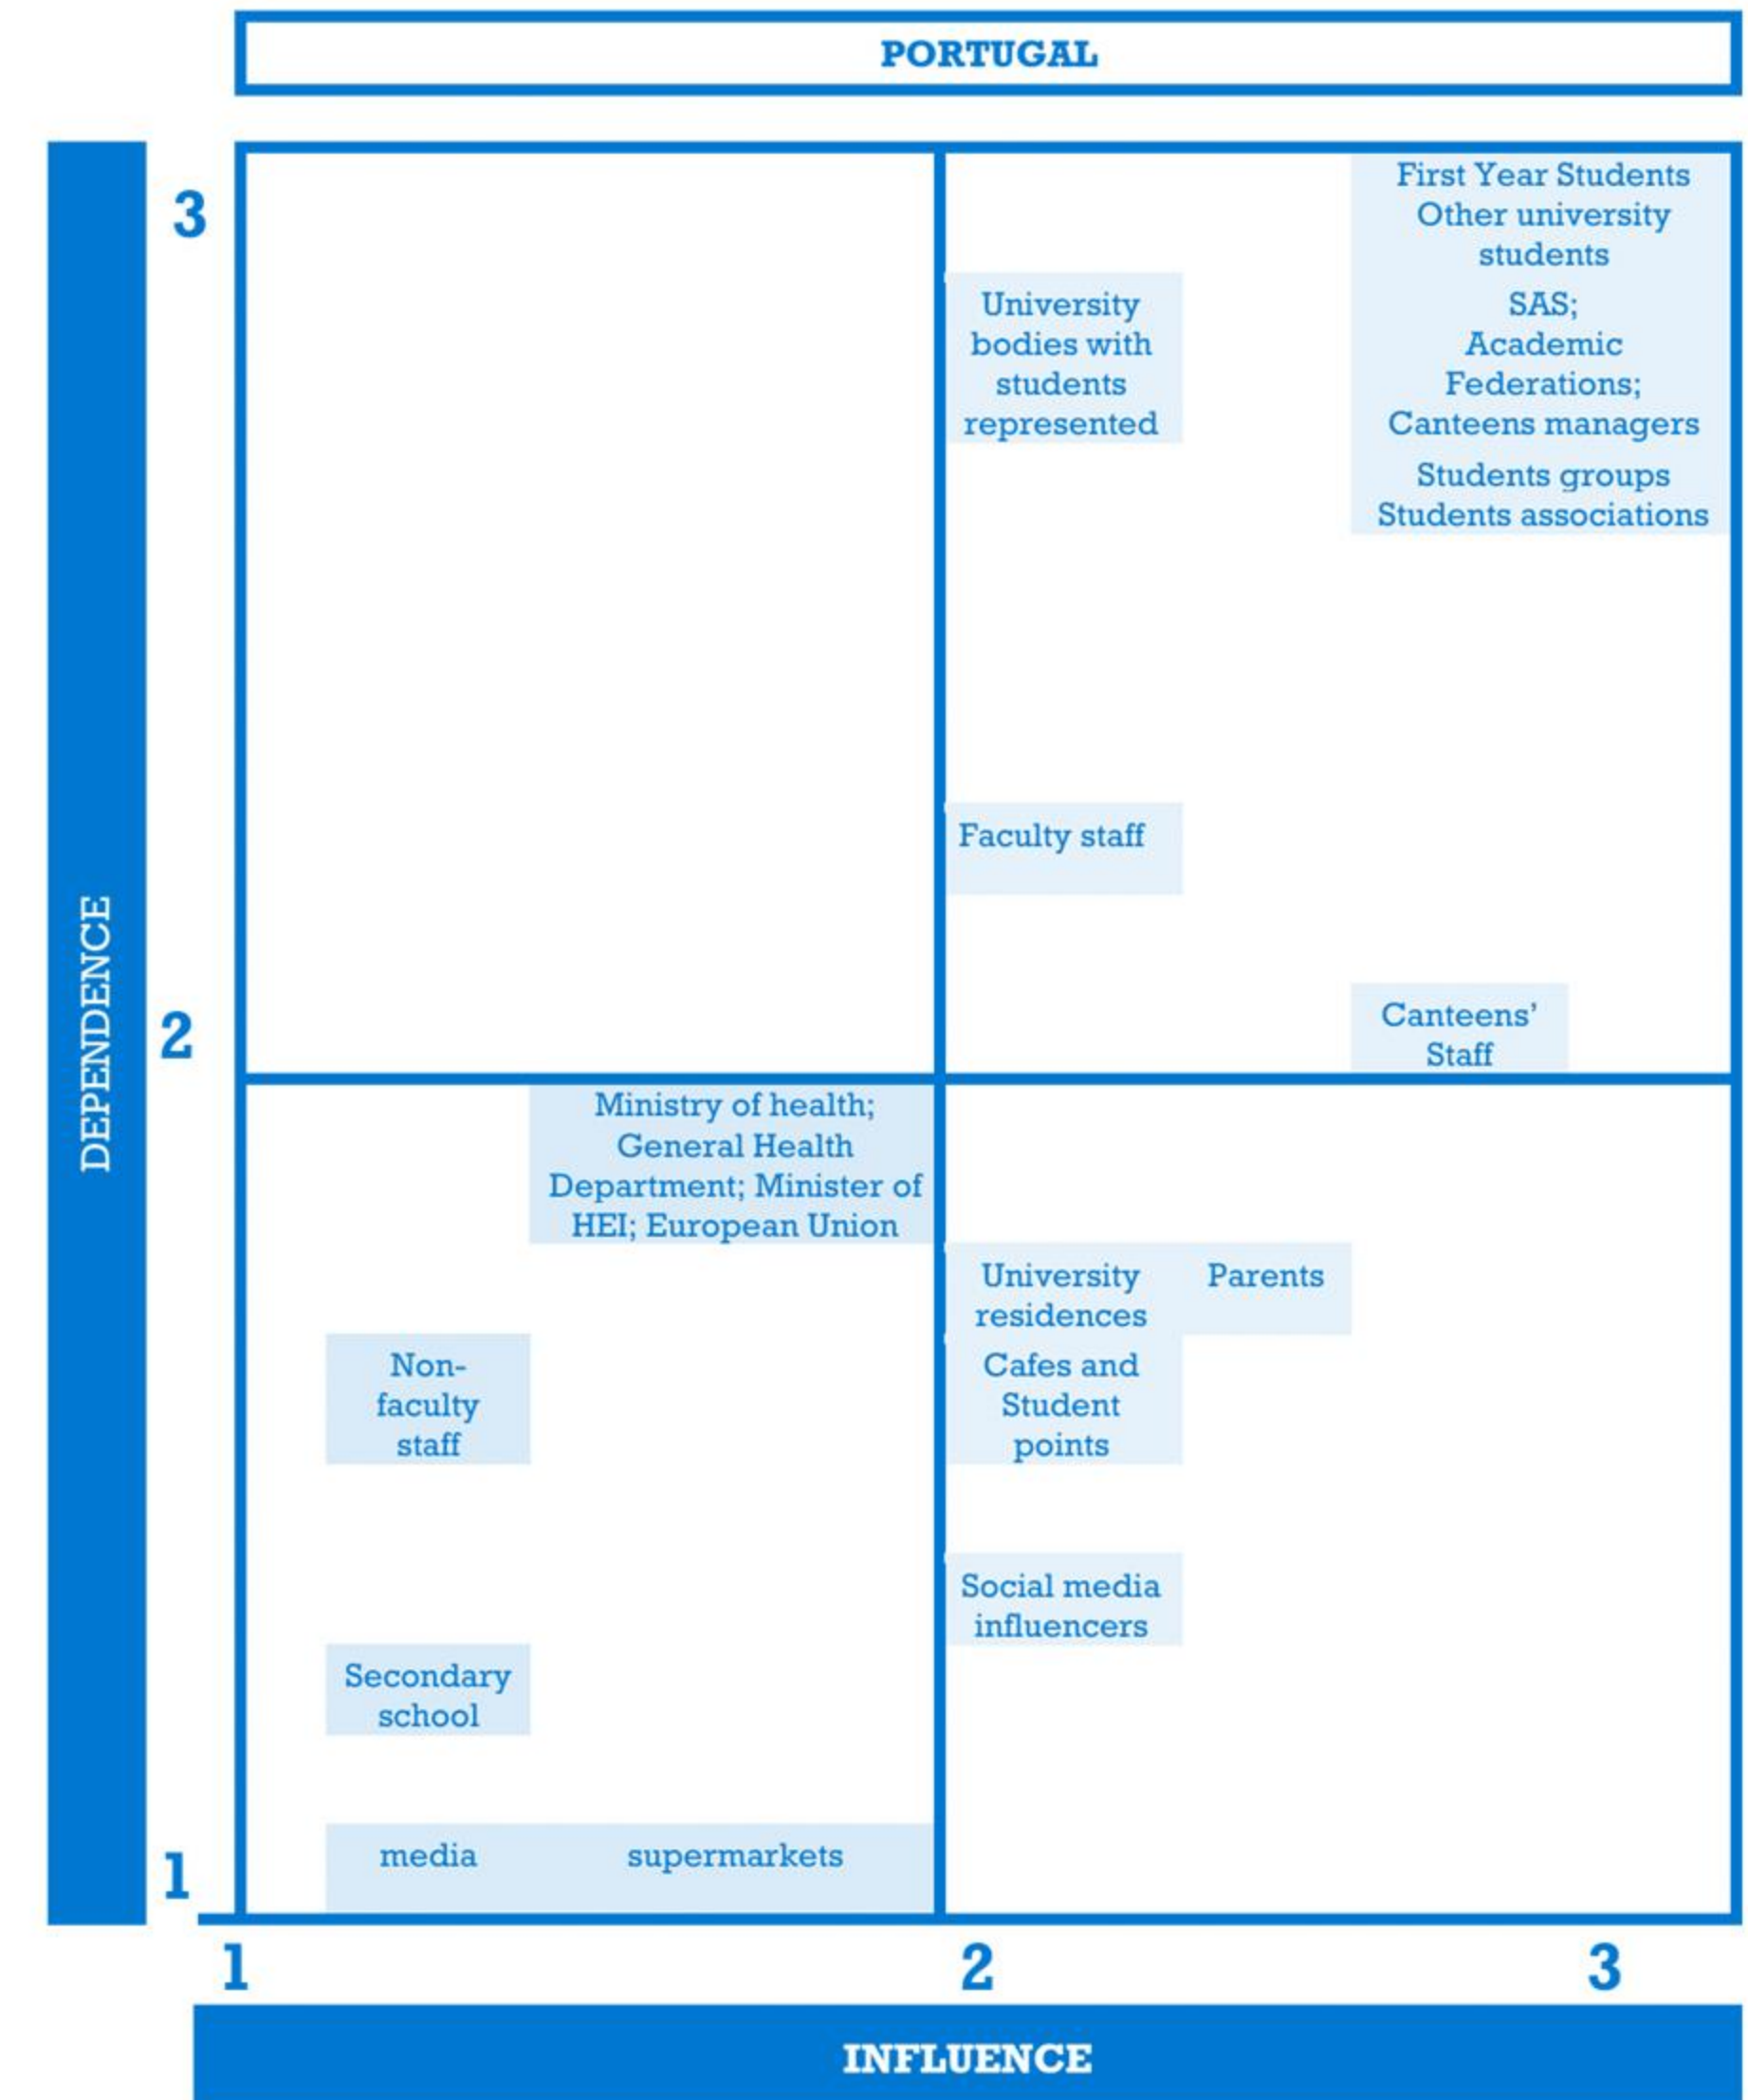 PORTUGAL
DEPENDENCE
3
First Year Students
Other university
students
SAS;
Academic
Federations;
Canteens managers
Students groups
Students associations
University
bodies with
students
represented
Faculty staff
2
Canteens’
Staff
Ministry of health;
General Health
Department; Minister of
HEI; European Union
University
residences
Parents
Non-
faculty
staff
Cafes and
Student
points
Social media
influencers
Secondary
school
1
media
supermarkets
1
2
3
INFLUENCE